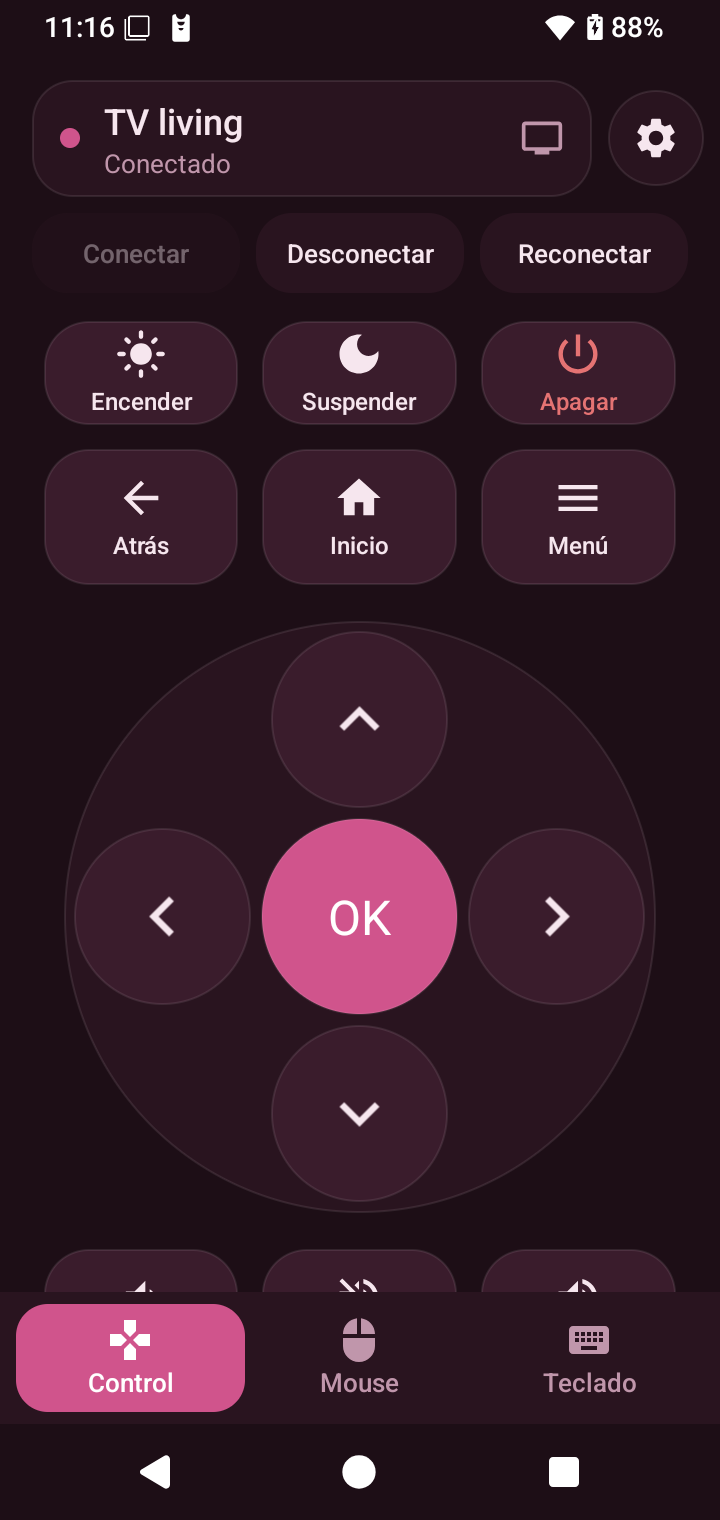 11:16 88%
TV living
Conectado
Conectar Desconectar Reconectar
Encender Suspender Apagar
Atrás Inicio Menú
OK
Control Mouse Teclado